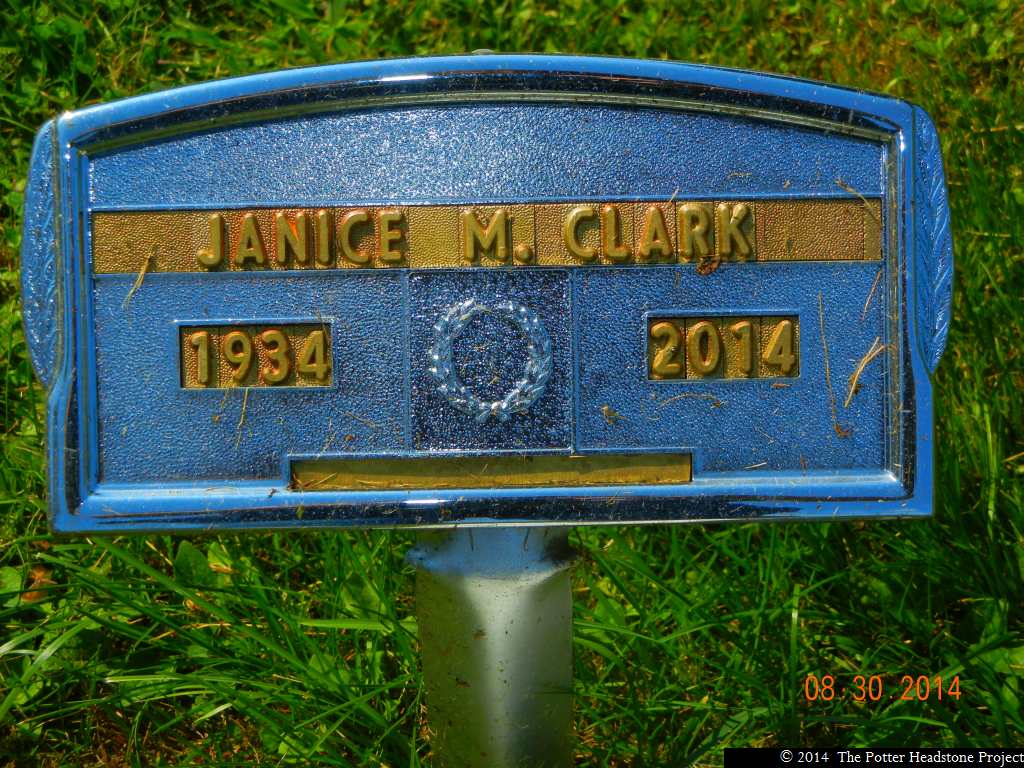 JANICE M. CLARK
1934 2014
08 30 2014
© 2014 The Potter Headstone Project